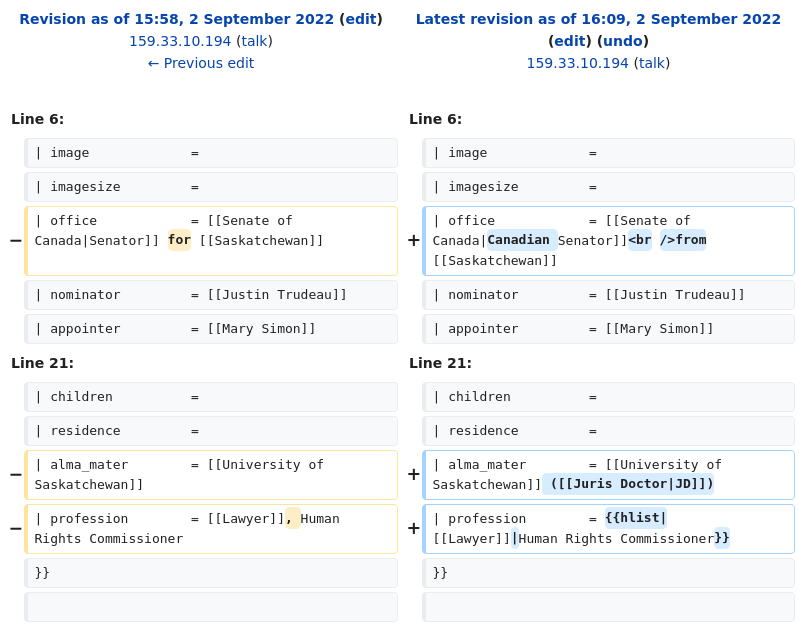 Revision as of 15:58, 2 September 2022 (edit)
159.33.10.194 (talk)
← Previous edit
Latest revision as of 16:09, 2 September 2022
(edit) (undo)
159.33.10.194 (talk)
Line 6:
Line 6:
| image             =
| image             =
| imagesize         =
| imagesize         =
− | office            = [[Senate of
Canada|Senator]] for [[Saskatchewan]]
+ | office            = [[Senate of
Canada|Canadian Senator]]<br />from
[[Saskatchewan]]
| nominator         = [[Justin Trudeau]]
| nominator         = [[Justin Trudeau]]
| appointer         = [[Mary Simon]]
| appointer         = [[Mary Simon]]
Line 21:
Line 21:
| children          =
| children          =
| residence         =
| residence         =
− | alma_mater        = [[University of
Saskatchewan]]
+ | alma_mater        = [[University of
Saskatchewan]] ([[Juris Doctor|JD]])
− | profession        = [[Lawyer]], Human
Rights Commissioner
+ | profession        = {{hlist|
[[Lawyer]]|Human Rights Commissioner}}
}}
}}